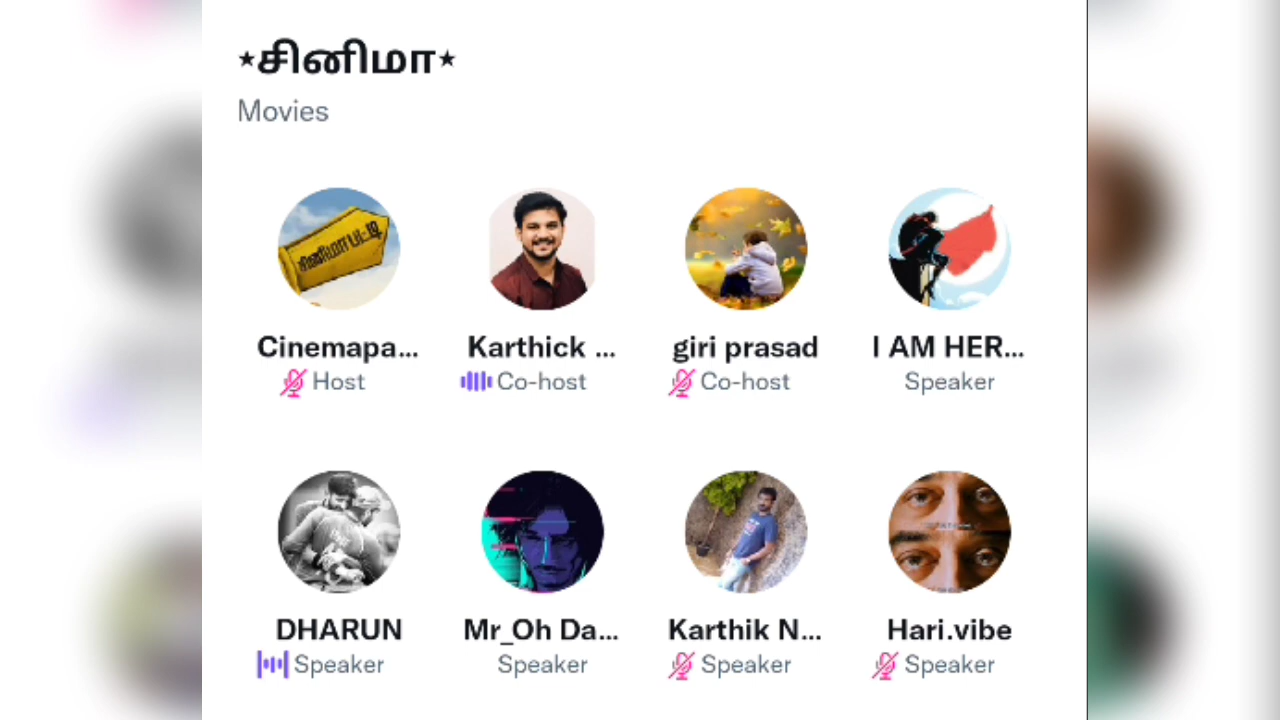 ⋆சினிமா⋆
Movies
சினிமாபட்டி
Cinemapa...
Karthick ...
giri prasad
I AM HER...
Host
Co-host
Co-host
Speaker
DHARUN
Mr_Oh Da...
Karthik N...
Hari.vibe
Speaker
Speaker
Speaker
Speaker